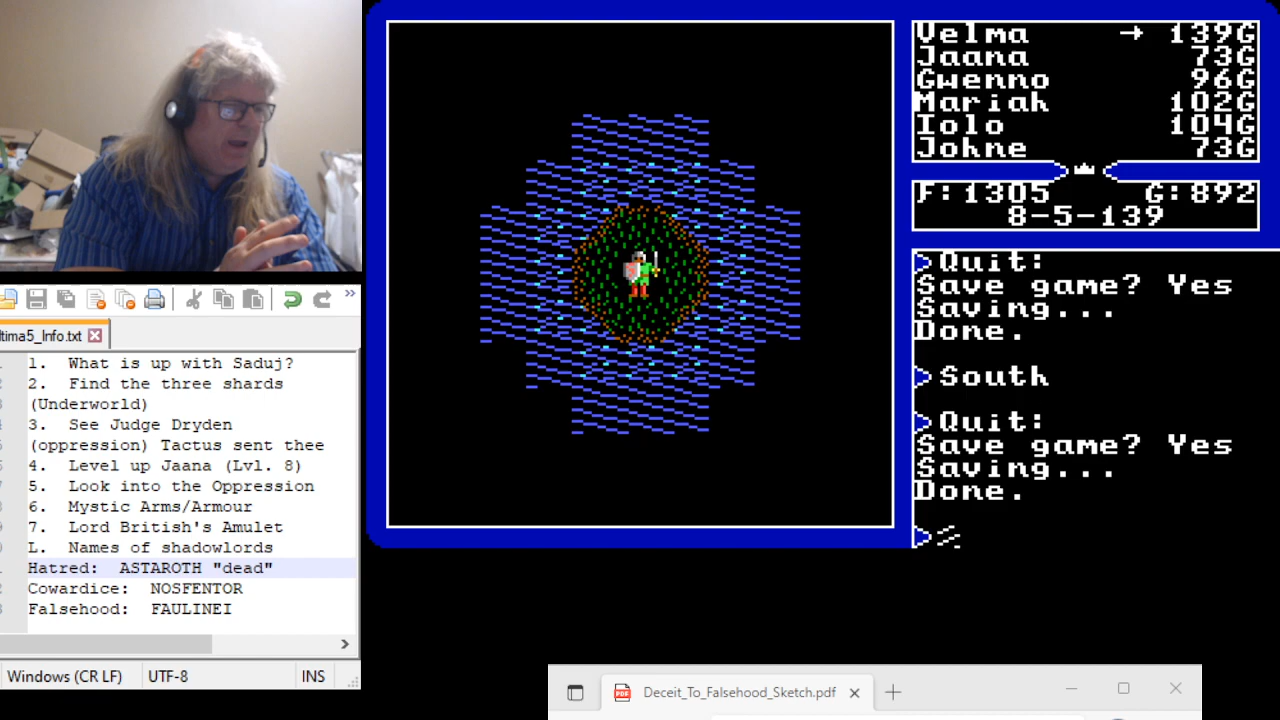 Velma → 139G
Jaana 73G
Gwenno 96G
Mariah 102G
Iolo 104G
Johne 73G
F:1305 G:892
8-5-139
Quit:
Save game? Yes
Saving...
Done.
South
Quit:
Save game? Yes
Saving...
Done.
tima5_Info.txt
1. What is up with Saduj?
2. Find the three shards
(Underworld)
3. See Judge Dryden
(oppression) Tactus sent thee
4. Level up Jaana (Lvl. 8)
5. Look into the Oppression
6. Mystic Arms/Armour
7. Lord British's Amulet
L. Names of shadowlords
Hatred: ASTAROTH "dead"
Cowardice: NOSFENTOR
Falsehood: FAULINEI
Windows (CR LF) UTF-8 INS
PDF Deceit_To_Falsehood_Sketch.pdf